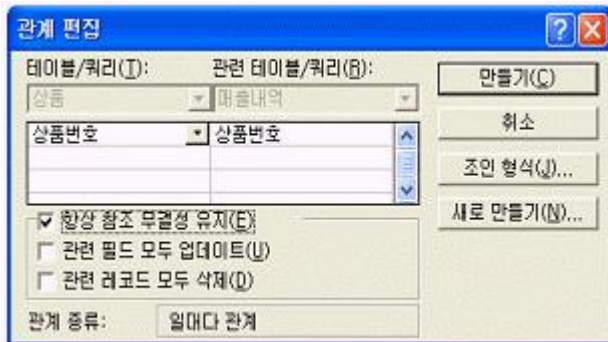 관계 편집
테이블/쿼리(T): 관련 테이블/쿼리(R):
상품 매출내역
상품번호 상품번호
항상 참조 무결성 유지(E)
관련 필드 모두 업데이트(U)
관련 레코드 모두 삭제(D)
관계 종류: 일대다 관계
만들기(C)
취소
조인 형식(J)...
새로 만들기(N)...